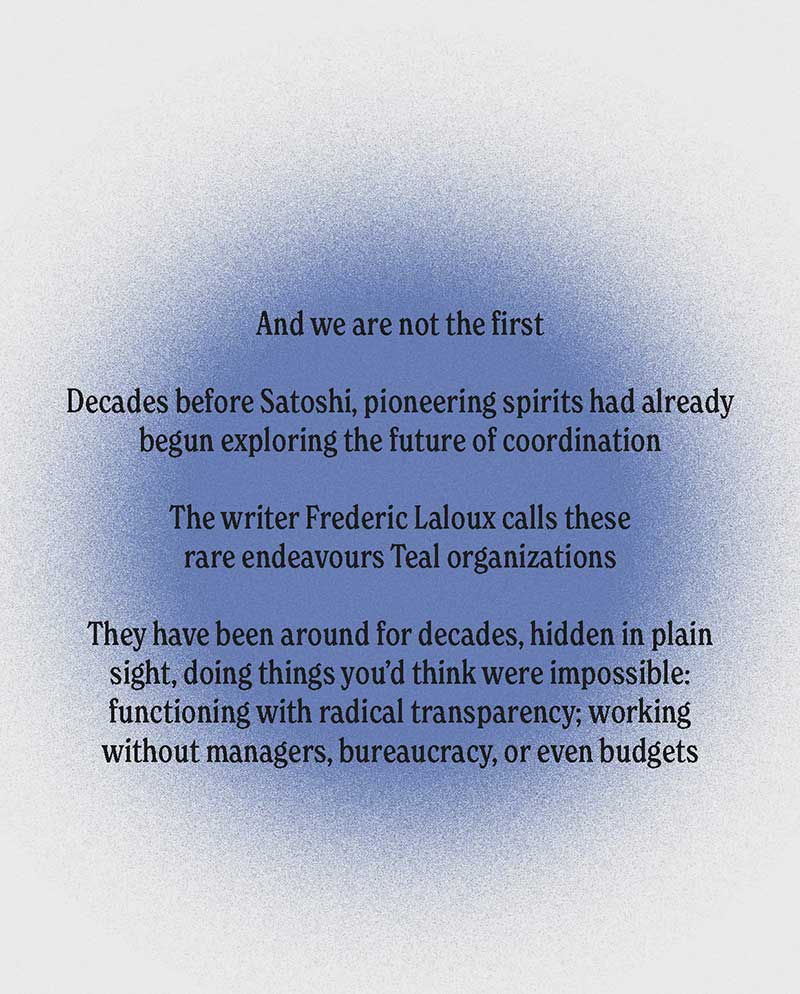 And we are not the first
Decades before Satoshi, pioneering spirits had already
begun exploring the future of coordination
The writer Frederic Laloux calls these
rare endeavours Teal organizations
They have been around for decades, hidden in plain
sight, doing things you’d think were impossible:
functioning with radical transparency; working
without managers, bureaucracy, or even budgets